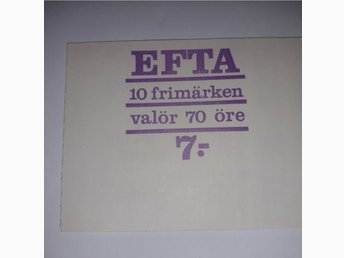 EFTA
10 frimärken
valör 70 öre
7:-